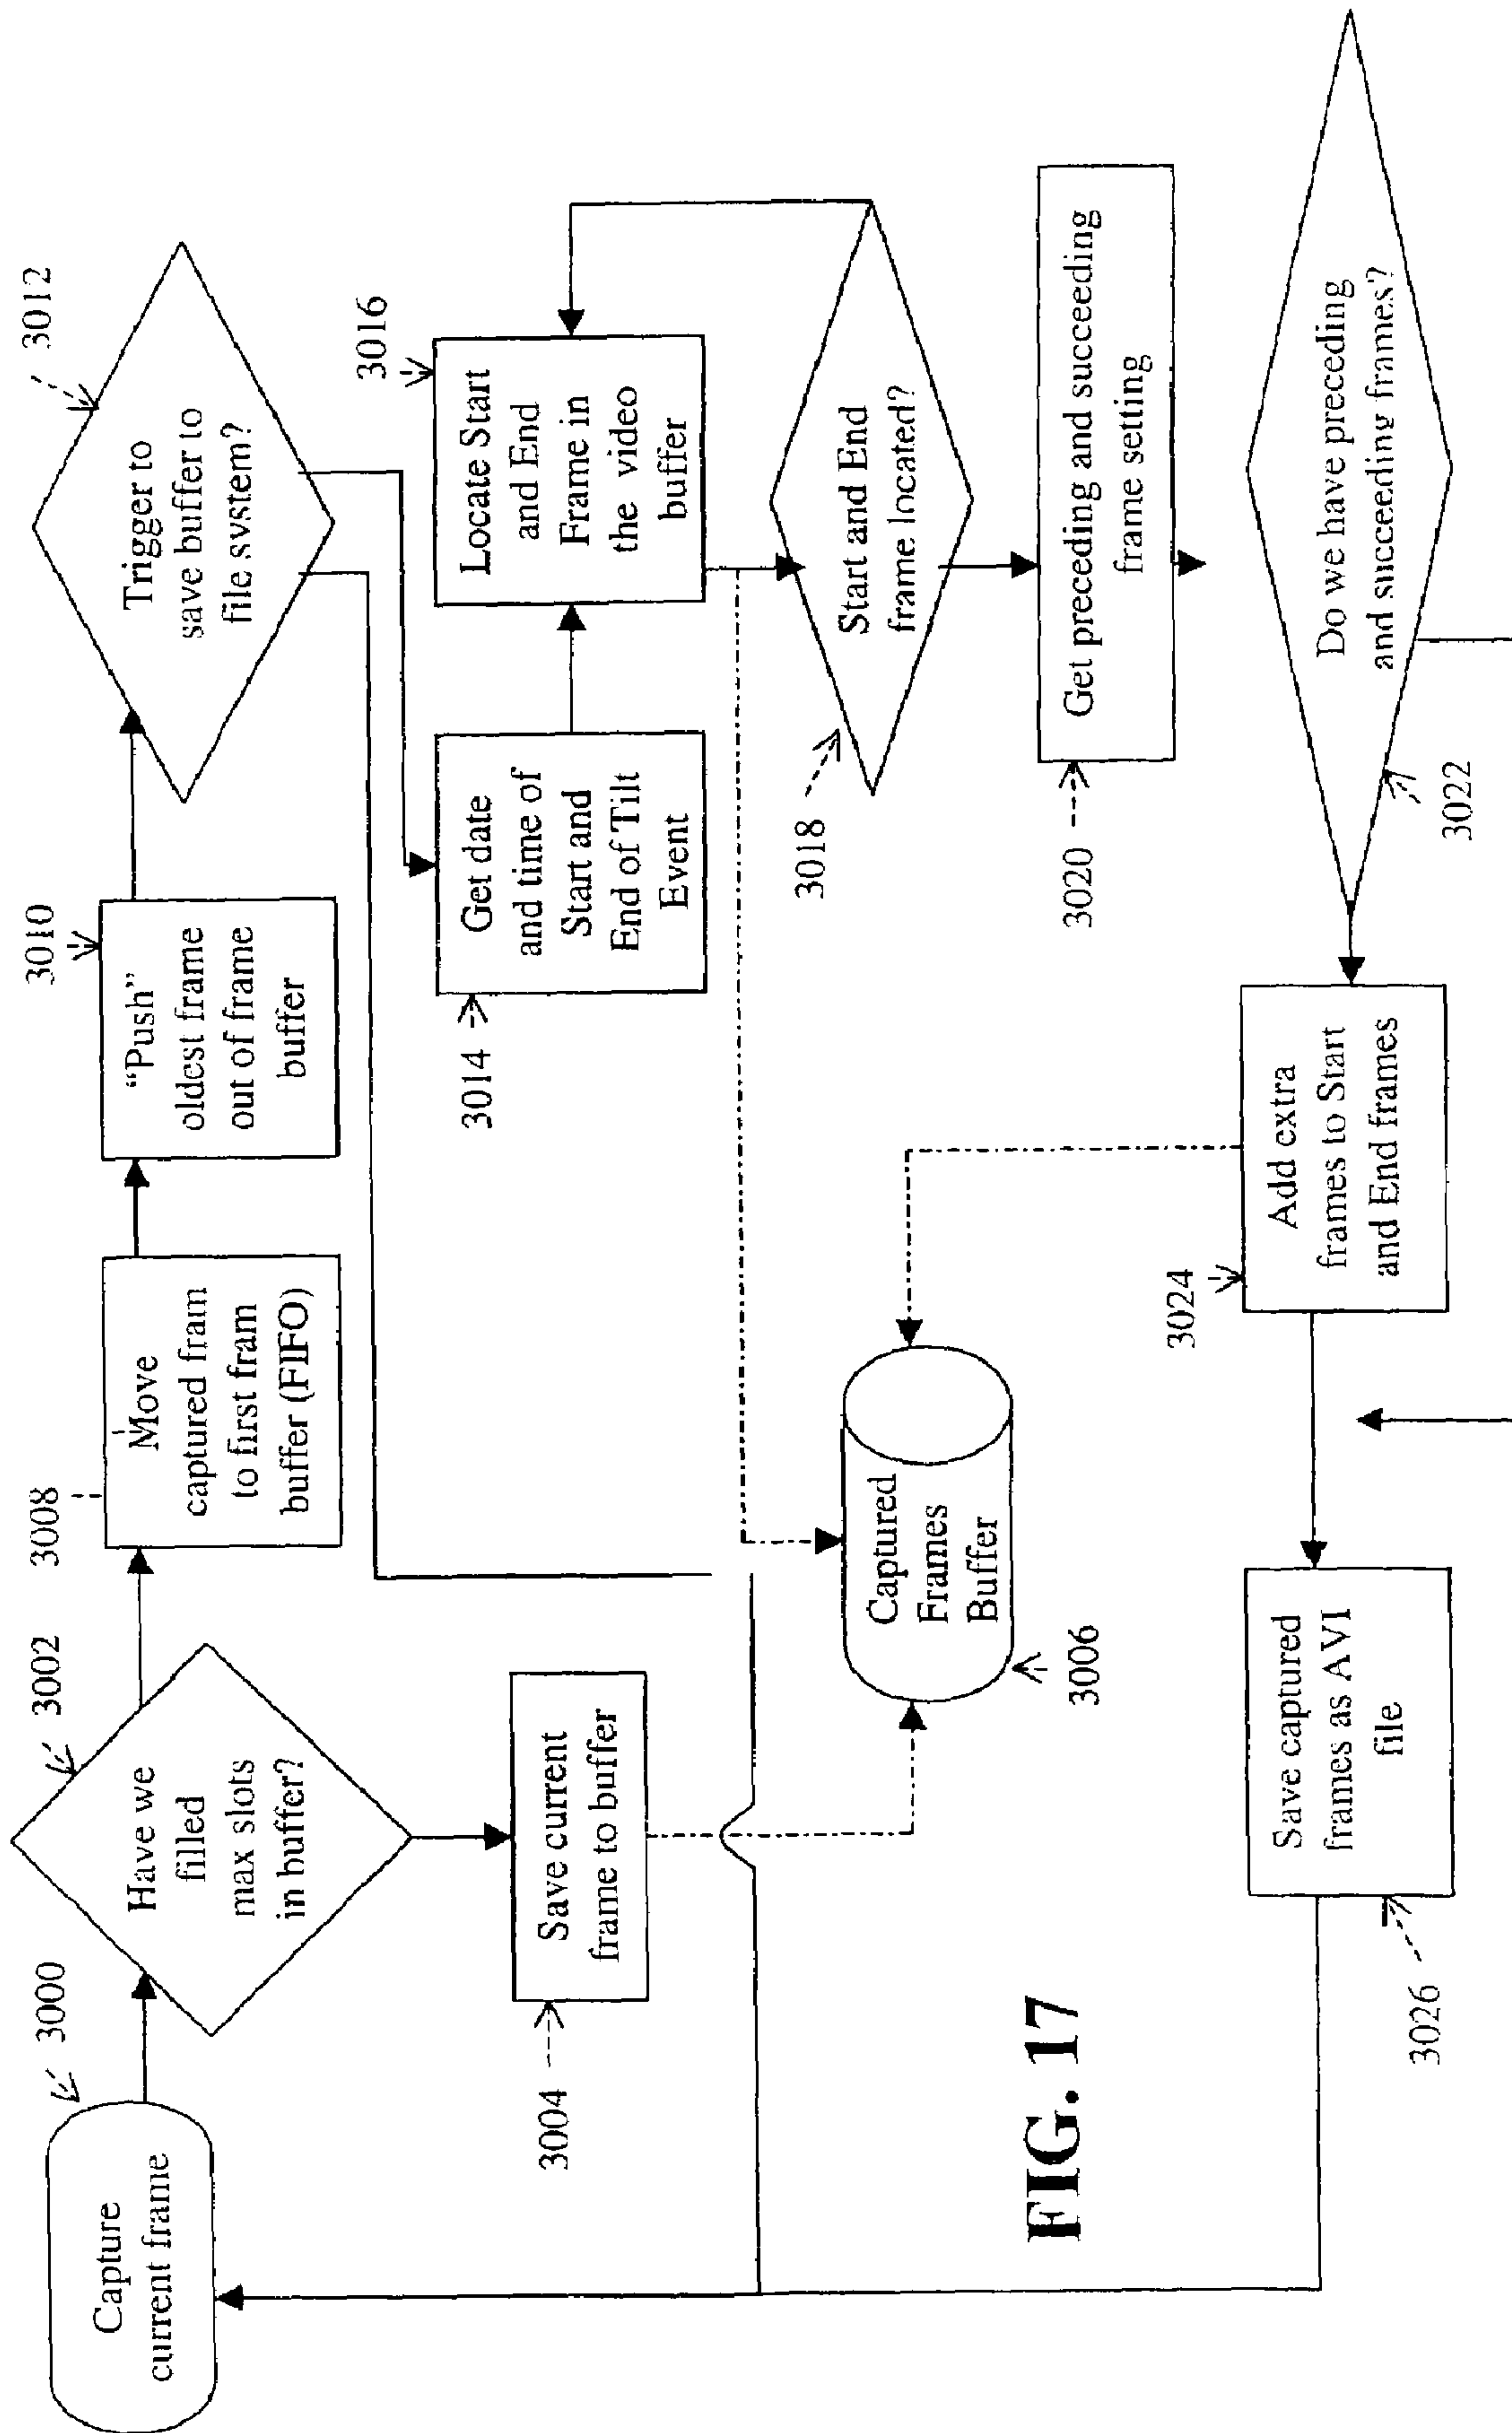 3000
Capture
current frame
3002
Have we
filled
max slots
in buffer?
3004
Save current
frame to buffer
3006
Captured
Frames
Buffer
3008
Move
captured fram
to first fram
buffer (FIFO)
3010
“Push”
oldest frame
out of frame
buffer
3012
Trigger to
save buffer to
file system?
3014
Get date
and time of
Start and
End of Tilt
Event
3016
Locate Start
and End
Frame in
the video
buffer
3018
Start and End
frame located?
3020
Get preceding and succeeding
frame setting
3022
Do we have preceding
and succeeding frames?
3024
Add extra
frames to Start
and End frames
3026
Save captured
frames as AVI
file
FIG. 17